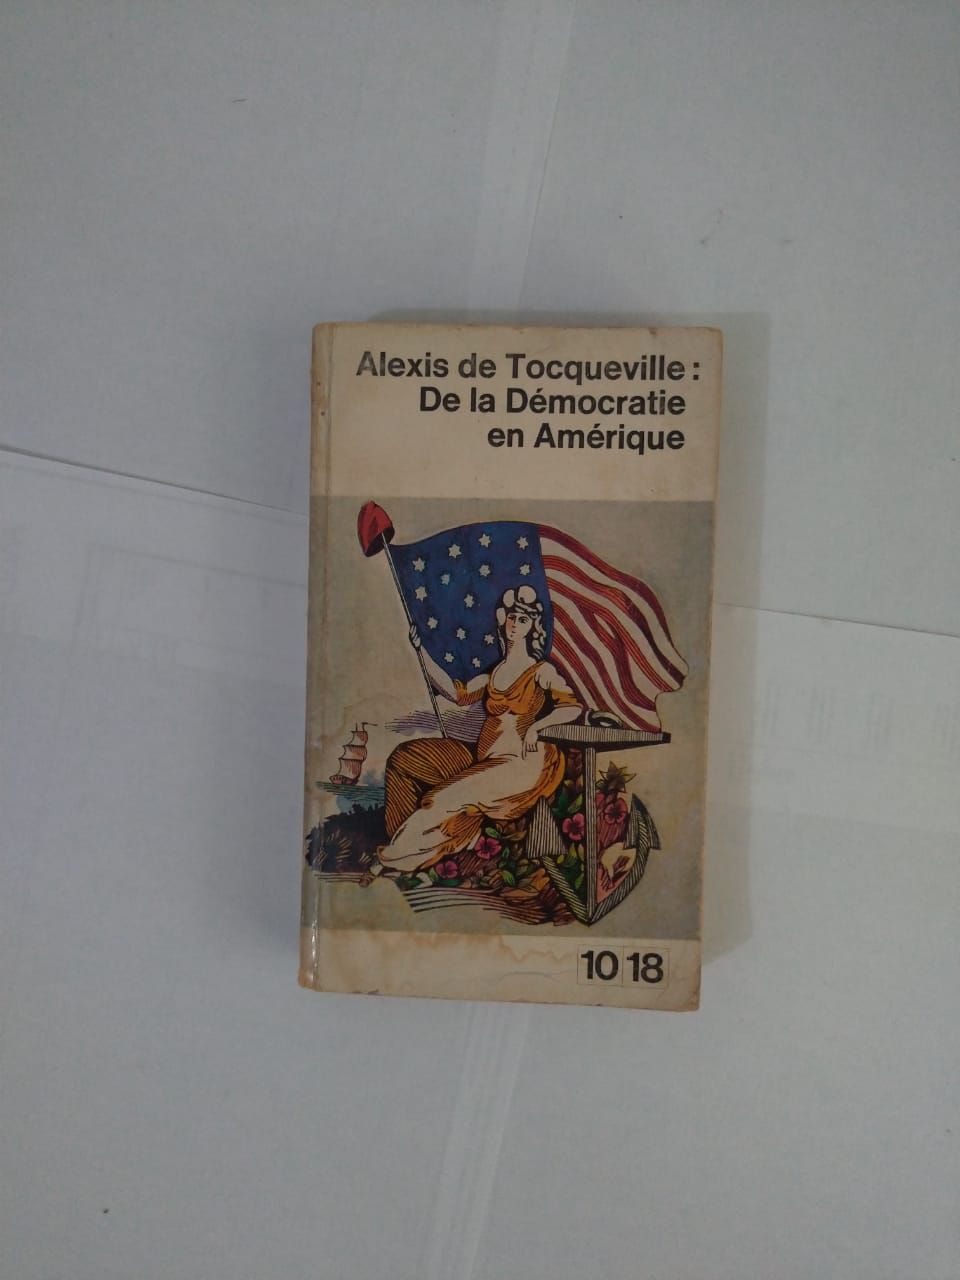 Alexis de Tocqueville:
De la Démocratie
en Amérique
10 18